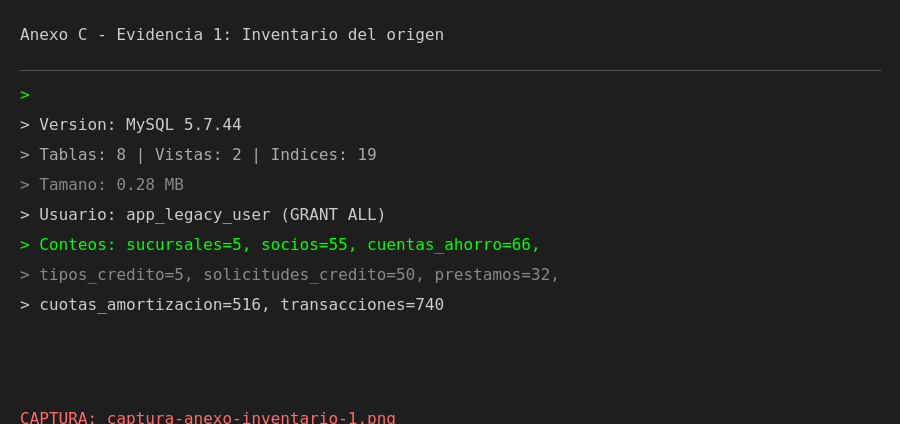 Anexo C - Evidencia 1: Inventario del origen
>
> Version: MySQL 5.7.44
> Tablas: 8 | Vistas: 2 | Indices: 19
> Tamano: 0.28 MB
> Usuario: app_legacy_user (GRANT ALL)
> Conteos: sucursales=5, socios=55, cuentas_ahorro=66,
> tipos_credito=5, solicitudes_credito=50, prestamos=32,
> cuotas_amortizacion=516, transacciones=740
CAPTURA: captura-anexo-inventario-1.png